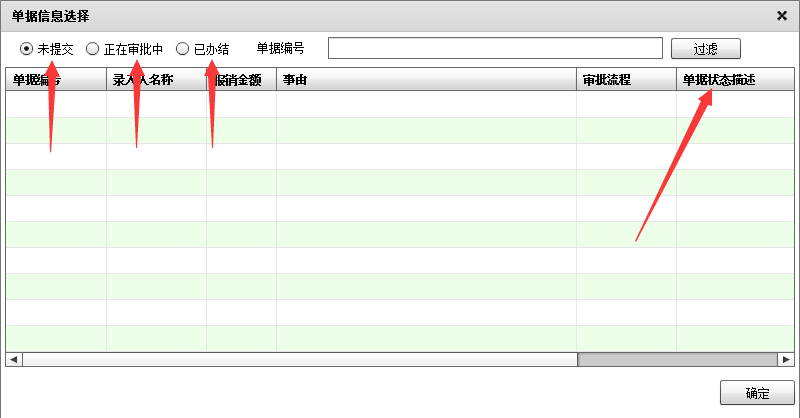 单据信息选择
未提交 正在审批中 已办结 单据编号 过滤
单据编号 录入人名称 报销金额 事由 审批流程 单据状态描述
确定